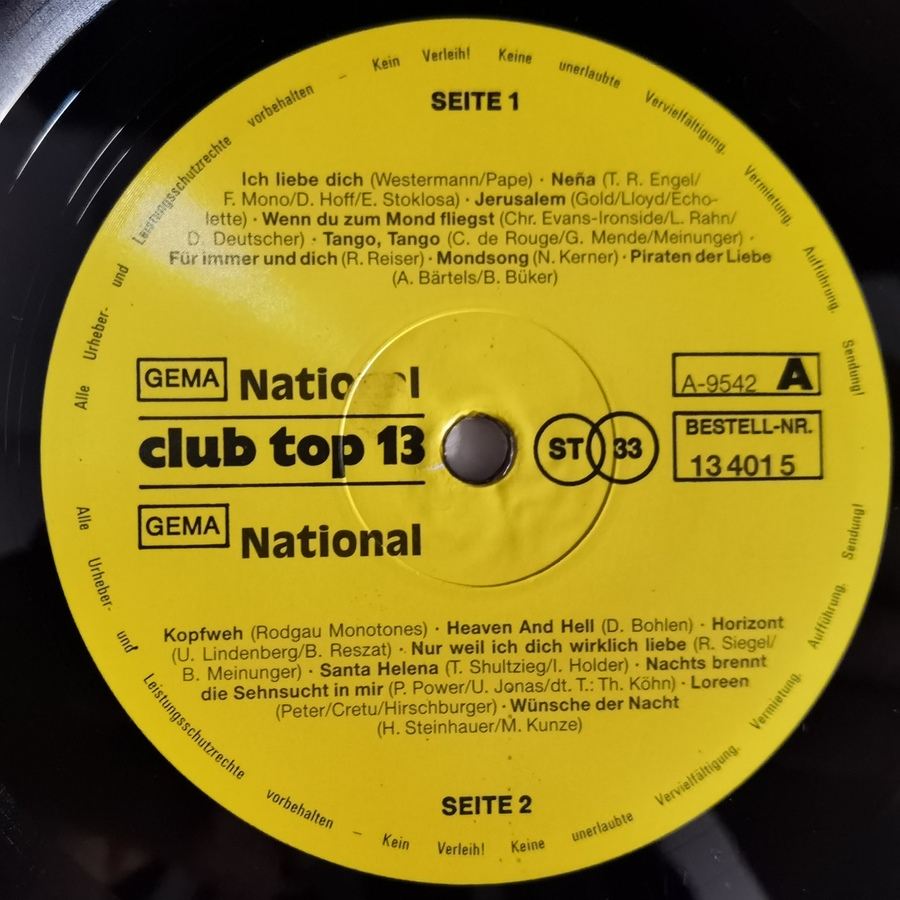 Alle Urheber- und Leistungsschutzrechte vorbehalten – Kein Verleih! Keine unerlaubte Vervielfältigung, Vermietung, Aufführung, Sendung!
SEITE 1
Ich liebe dich (Westermann/Pape) · Neña (T. R. Engel/
F. Mono/D. Hoff/E. Stoklosa) · Jerusalem (Gold/Lloyd/Echo-
lette) · Wenn du zum Mond fliegst (Chr. Evans-Ironside/L. Rahn/
D. Deutscher) · Tango, Tango (C. de Rouge/G. Mende/Meinunger) ·
Für immer und dich (R. Reiser) · Mondsong (N. Kerner) · Piraten der Liebe
(A. Bärtels/B. Büker)
GEMA National
club top 13
GEMA National
ST 33
A-9542 A
BESTELL-NR.
13 401 5
Kopfweh (Rodgau Monotones) · Heaven And Hell (D. Bohlen) · Horizont
(U. Lindenberg/B. Reszat) · Nur weil ich dich wirklich liebe (R. Siegel/
B. Meinunger) · Santa Helena (T. Shultzieg/I. Holder) · Nachts brennt
die Sehnsucht in mir (P. Power/U. Jonas/dt. T.: Th. Köhn) · Loreen
(Peter/Cretu/Hirschburger) · Wünsche der Nacht
(H. Steinhauer/M. Kunze)
SEITE 2
Alle Urheber- und Leistungsschutzrechte vorbehalten – Kein Verleih! Keine unerlaubte Vervielfältigung, Vermietung, Aufführung, Sendung!